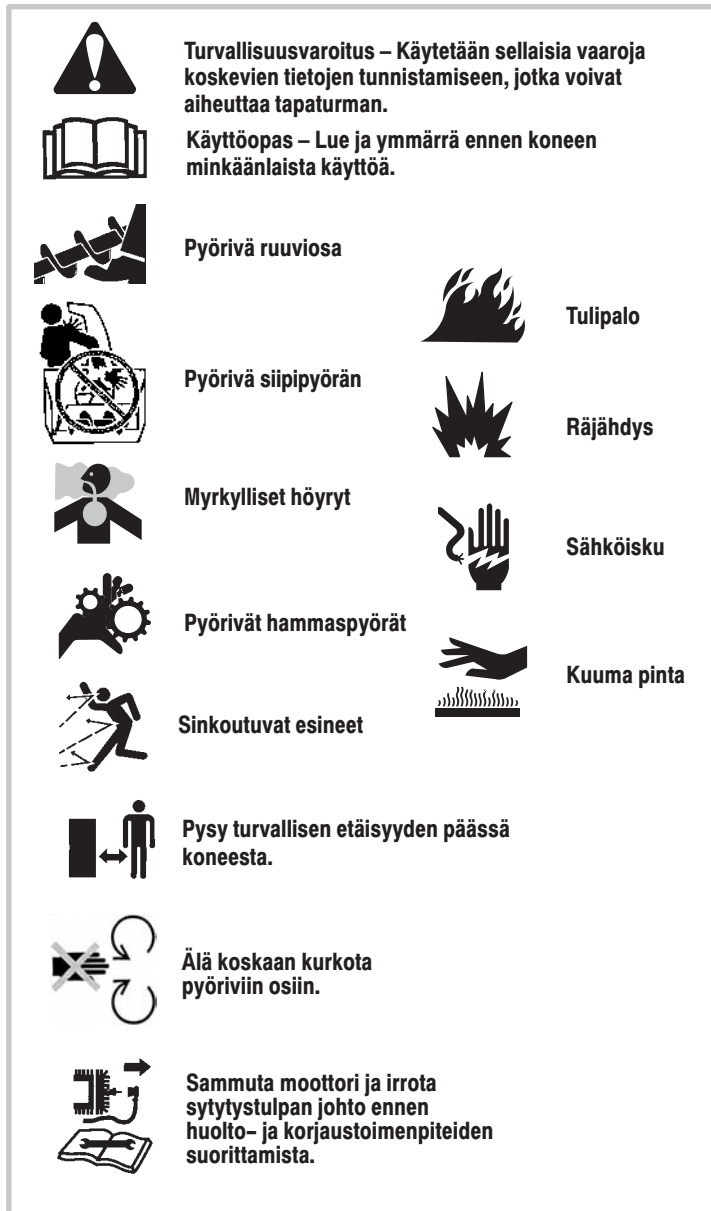 Turvallisuusvaroitus – Käytetään sellaisia vaaroja
koskevien tietojen tunnistamiseen, jotka voivat
aiheuttaa tapaturman.
Käyttöopas – Lue ja ymmärrä ennen koneen
minkäänlaista käyttöä.
Pyörivä ruuviosa
Pyörivä siipipyörän
Myrkylliset höyryt
Pyörivät hammaspyörät
Sinkoutuvat esineet
Tulipalo
Räjähdys
Sähköisku
Kuuma pinta
Pysy turvallisen etäisyyden päässä
koneesta.
Älä koskaan kurkota
pyöriviin osiin.
Sammuta moottori ja irrota
sytytystulpan johto ennen
huolto– ja korjaustoimenpiteiden
suorittamista.